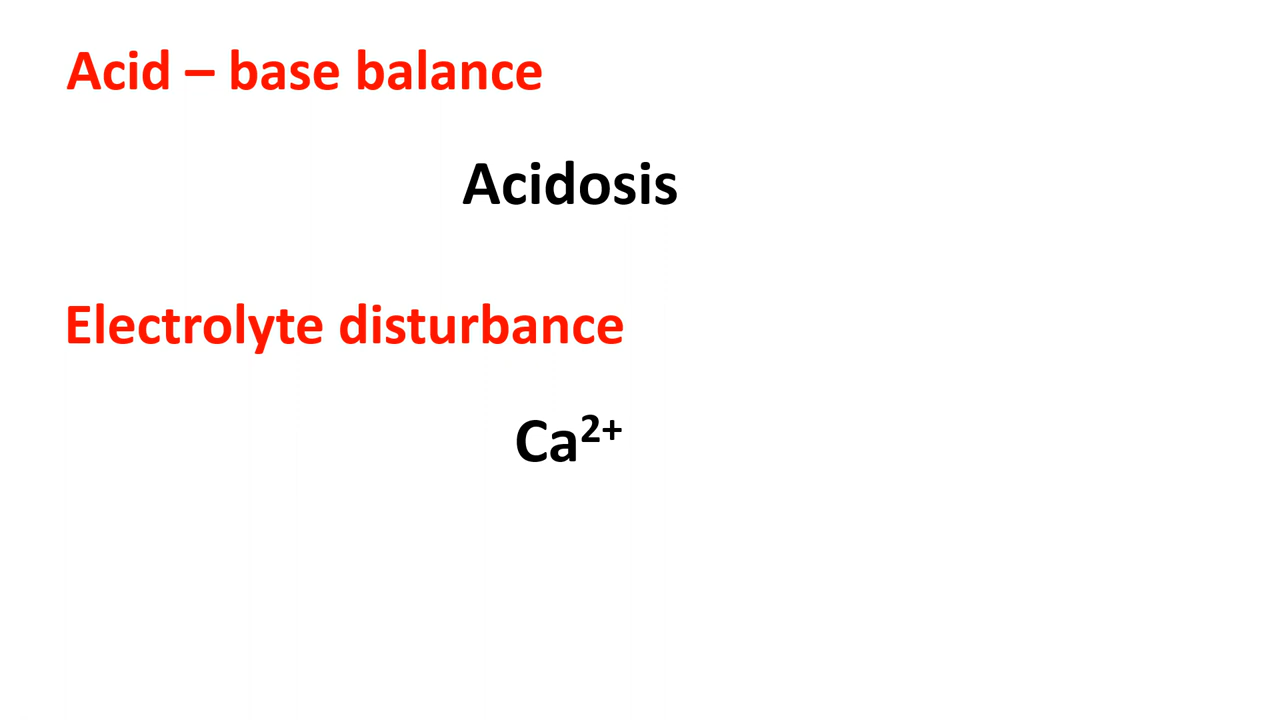 Acid – base balance
Acidosis
Electrolyte disturbance
Ca²⁺